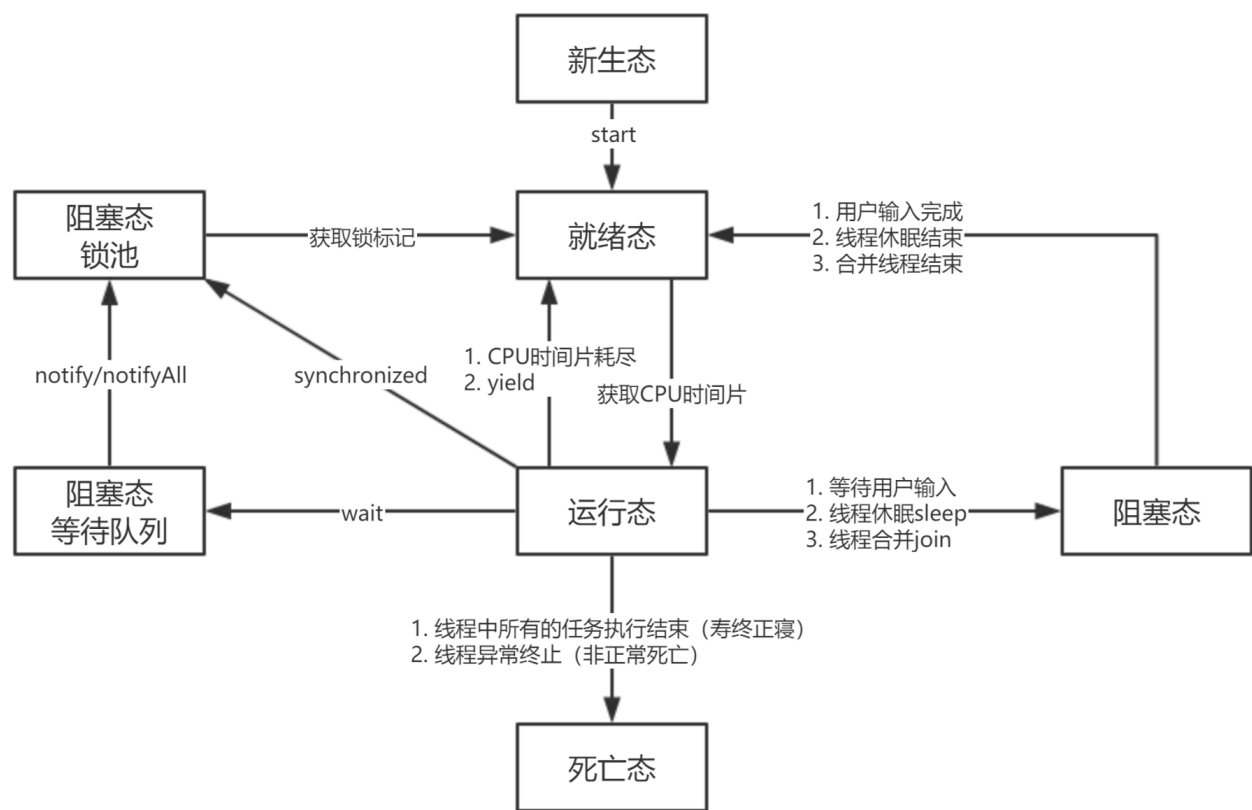 新生态
start
阻塞态
锁池
获取锁标记
就绪态
1. 用户输入完成
2. 线程休眠结束
3. 合并线程结束
notify/notifyAll
synchronized
1. CPU时间片耗尽
2. yield
获取CPU时间片
阻塞态
等待队列
wait
运行态
1. 等待用户输入
2. 线程休眠sleep
3. 线程合并join
阻塞态
1. 线程中所有的任务执行结束（寿终正寝）
2. 线程异常终止（非正常死亡）
死亡态